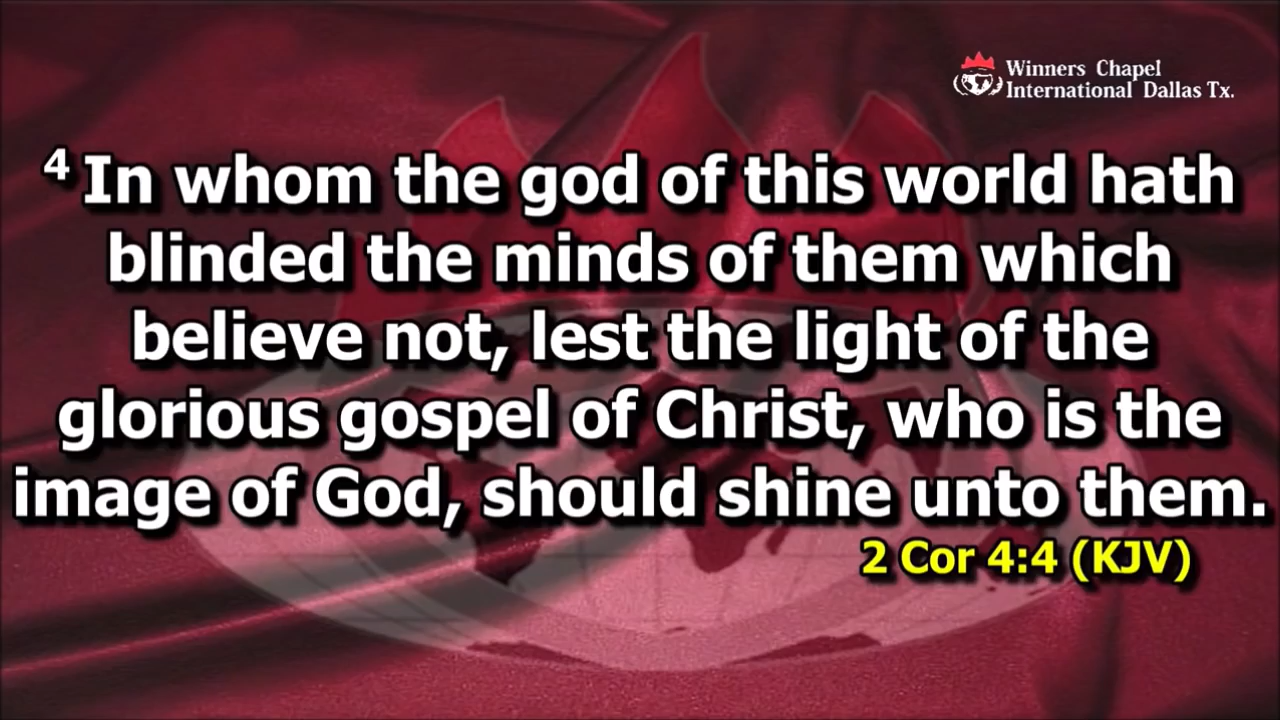 Winners Chapel
International Dallas Tx.
4 In whom the god of this world hath
blinded the minds of them which
believe not, lest the light of the
glorious gospel of Christ, who is the
image of God, should shine unto them.
2 Cor 4:4 (KJV)